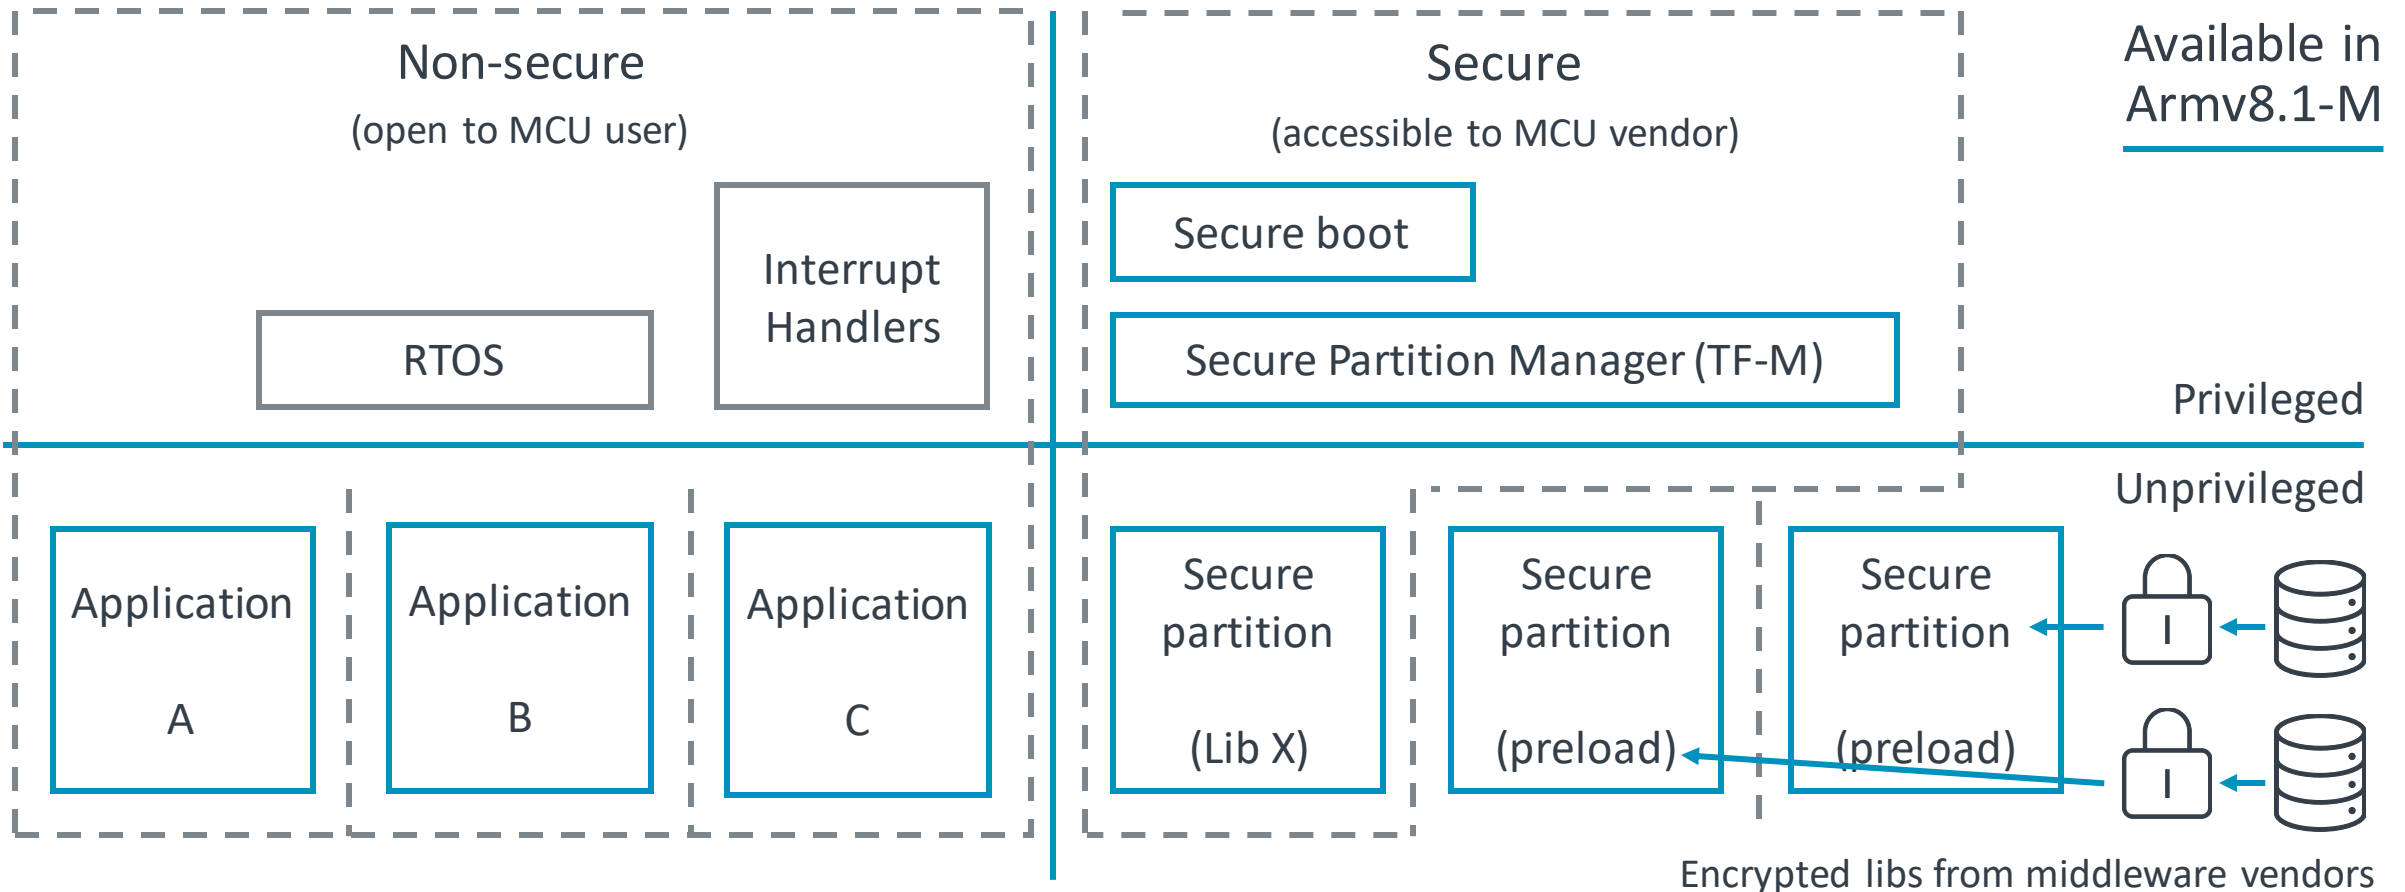 Non-secure
(open to MCU user)
Secure
(accessible to MCU vendor)
Available in
Armv8.1-M
Interrupt
Handlers
RTOS
Secure boot
Secure Partition Manager (TF-M)
Privileged
Unprivileged
Application
A
Application
B
Application
C
Secure
partition
(Lib X)
Secure
partition
(preload)
Secure
partition
(preload)
Encrypted libs from middleware vendors